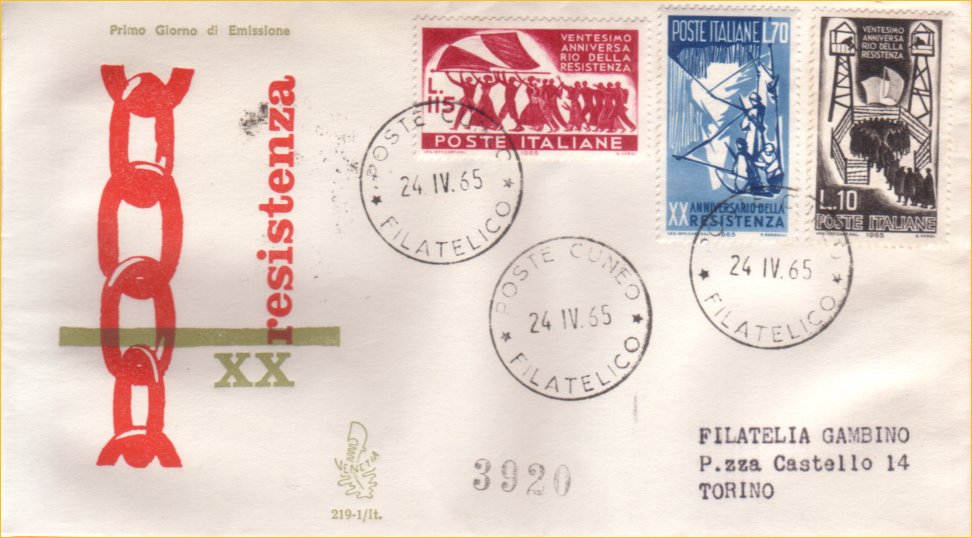 Primo Giorno di Emissione
resistenza
XX
VENETIA
219-1/It.
VENTESIMO
ANNIVERSA
RIO DELLA
RESISTENZA
L.
115
POSTE ITALIANE
1965
POSTE ITALIANE L.70
XX ANNIVERSARIO DELLA
RESISTENZA
1965
VENTESIMO
ANNIVERSA
RIO DELLA
RESISTENZA
L.10
POSTE ITALIANE
1965
POSTE CUNEO
24 IV. 65
★ FILATELICO ★
POSTE CUNEO
24 IV. 65
★ FILATELICO ★
24 IV. 65
★ FILATELICO ★
3920
FILATELIA GAMBINO
P.zza Castello 14
TORINO